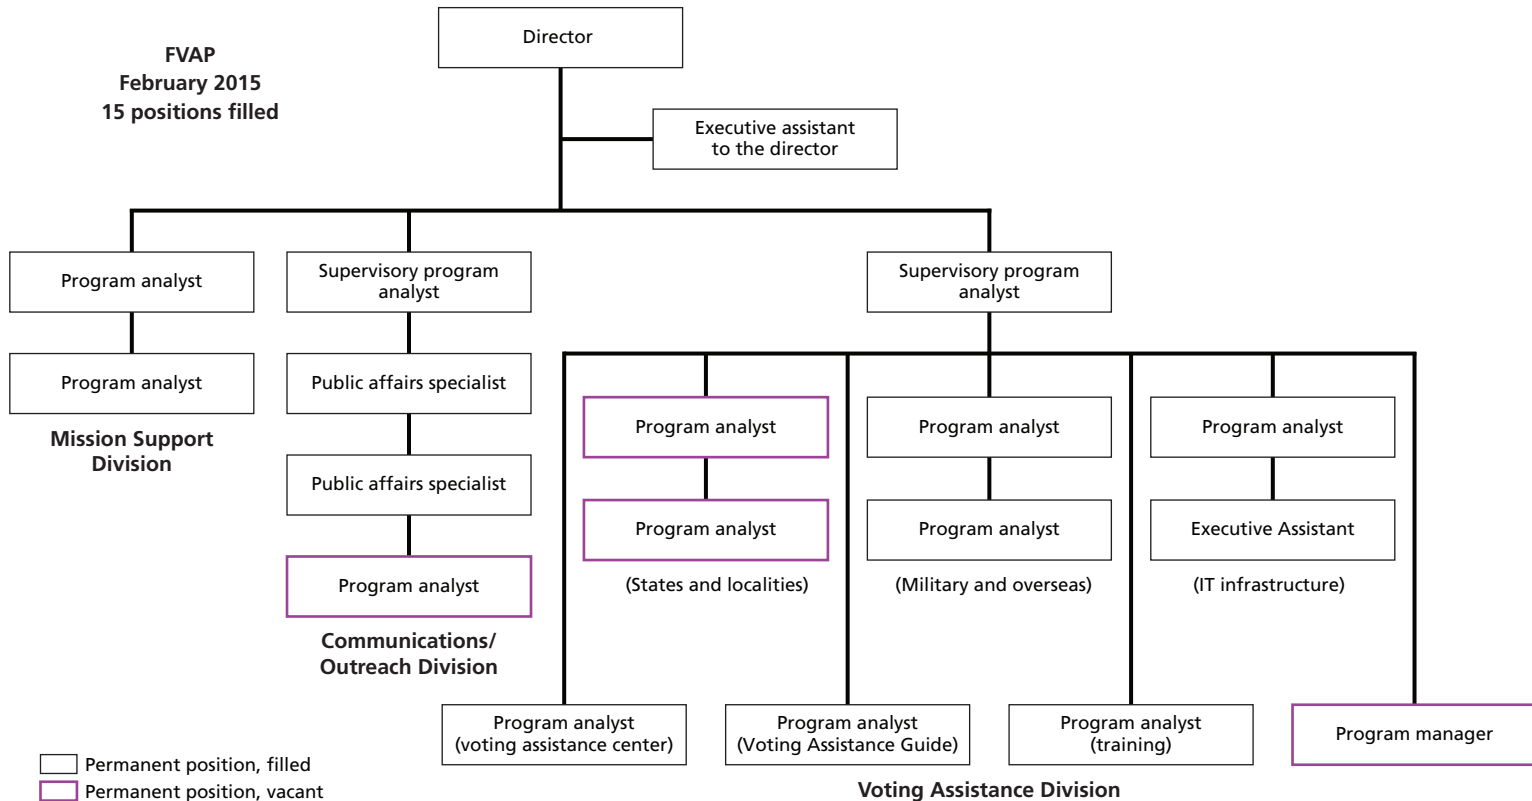 FVAP
February 2015
15 positions filled
Director
Executive assistant
to the director
Program analyst
Supervisory program
analyst
Supervisory program
analyst
Program analyst
Public affairs specialist
Program analyst
Program analyst
Program analyst
Mission Support
Division
Public affairs specialist
Program analyst
Program analyst
Executive Assistant
(States and localities)
(Military and overseas)
(IT infrastructure)
Program analyst
Communications/
Outreach Division
Program analyst
(voting assistance center)
Program analyst
(Voting Assistance Guide)
Program analyst
(training)
Program manager
Permanent position, filled
Permanent position, vacant
Voting Assistance Division